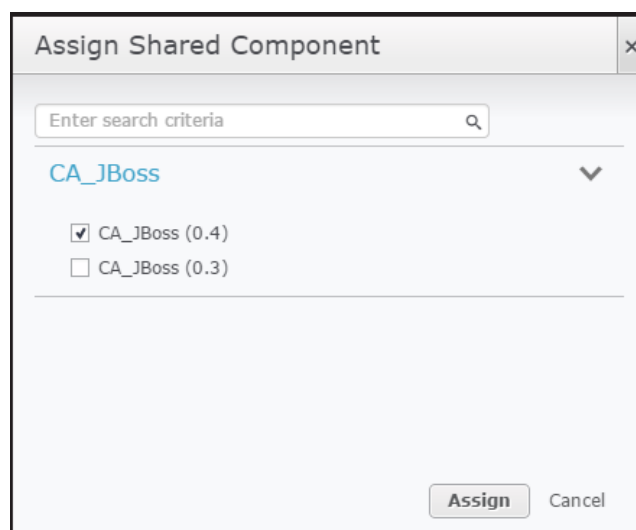 Assign Shared Component
Enter search criteria
CA_JBoss
CA_JBoss (0.4)
CA_JBoss (0.3)
Assign Cancel